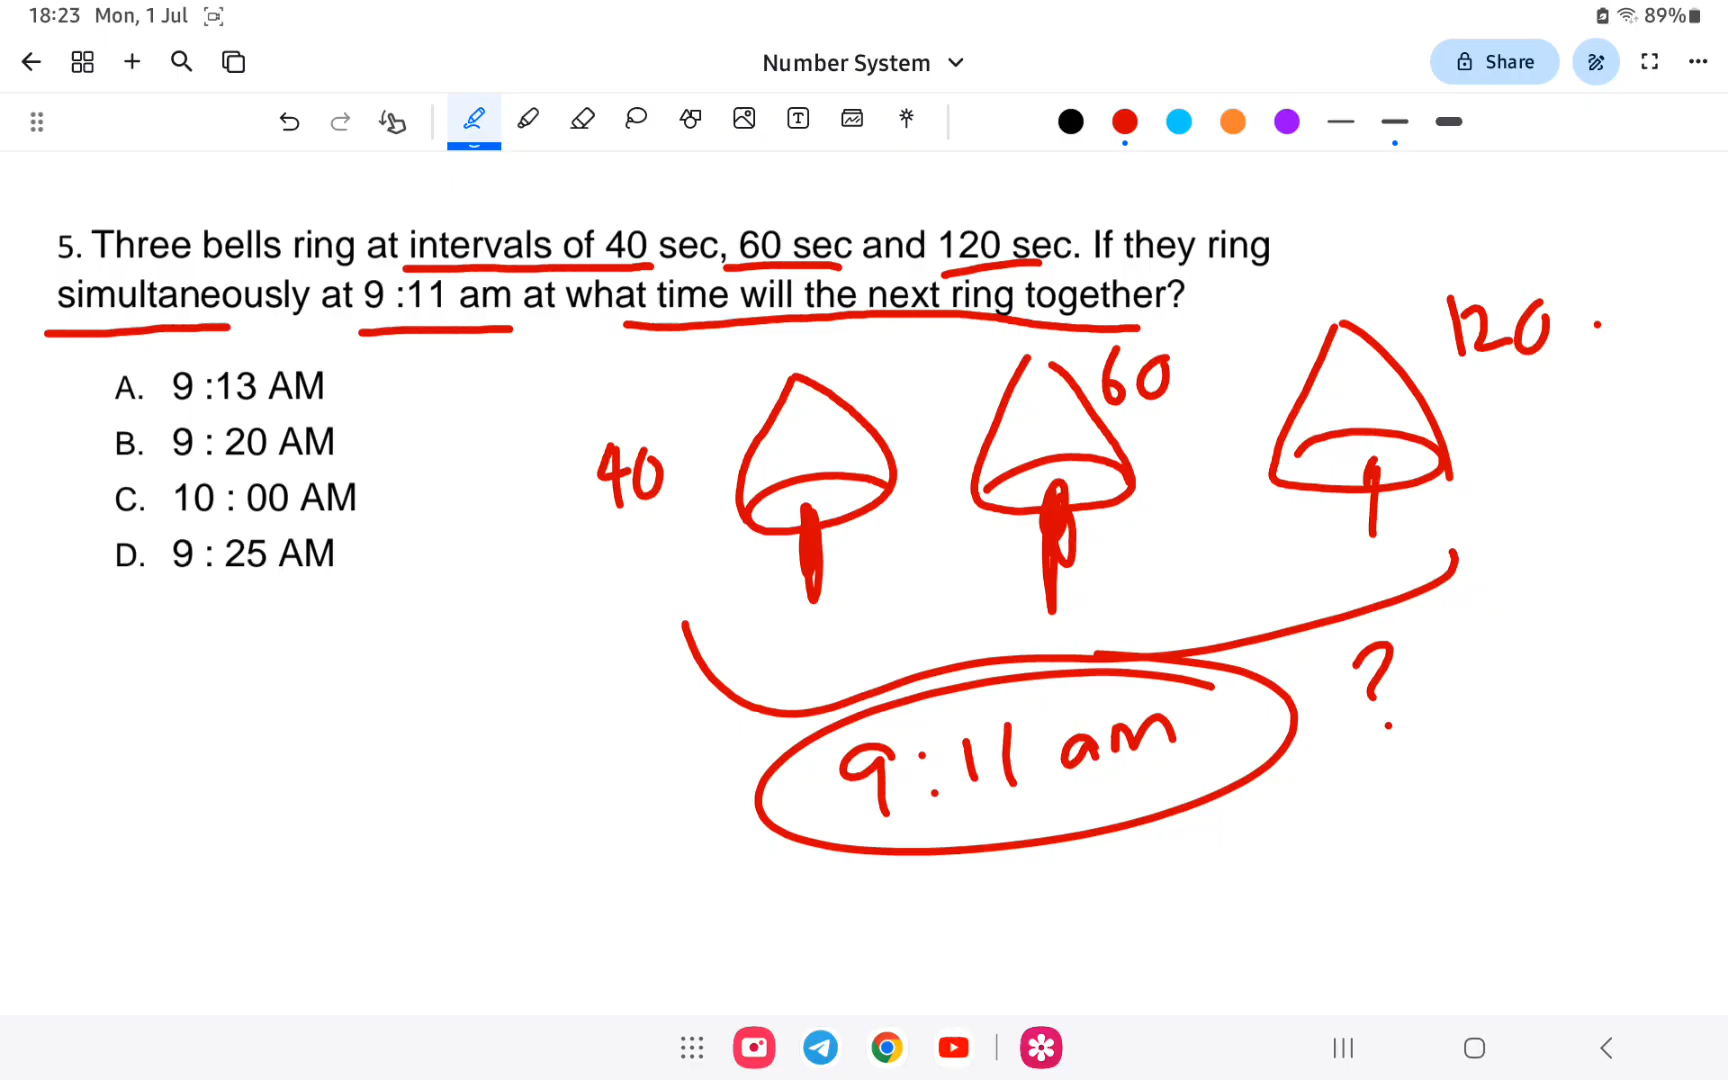 18:23 Mon, 1 Jul
89%
Number System
Share
5. Three bells ring at intervals of 40 sec, 60 sec and 120 sec. If they ring
simultaneously at 9 :11 am at what time will the next ring together?
A. 9 :13 AM
B. 9 : 20 AM
C. 10 : 00 AM
D. 9 : 25 AM
40
60
120
?
9:11 am